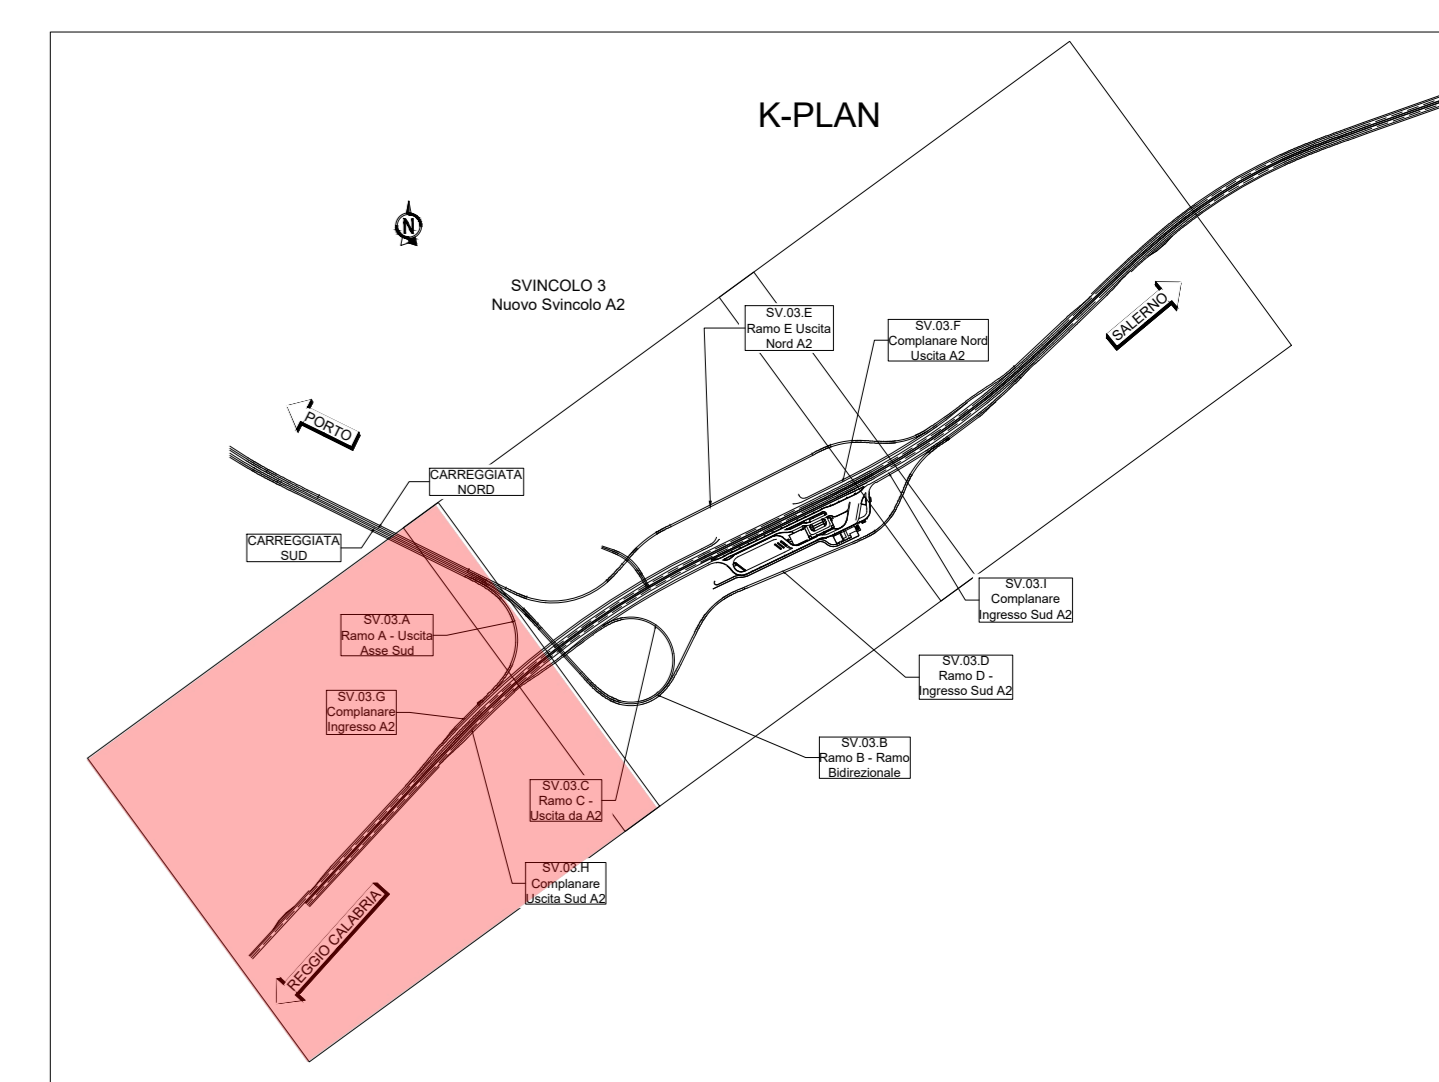 K-PLAN
N
SVINCOLO 3
Nuovo Svincolo A2
SV.03.E
Ramo E Uscita
Nord A2
SV.03.F
Complanare Nord
Uscita A2
SALERNO
PORTO
CARREGGIATA
NORD
CARREGGIATA
SUD
SV.03.I
Complanare
Ingresso Sud A2
SV.03.A
Ramo A - Uscita
Asse Sud
SV.03.D
Ramo D -
Ingresso Sud A2
SV.03.G
Complanare
Ingresso A2
SV.03.B
Ramo B - Ramo
Bidirezionale
SV.03.C
Ramo C -
Uscita da A2
SV.03.H
Complanare
Uscita Sud A2
REGGIO CALABRIA